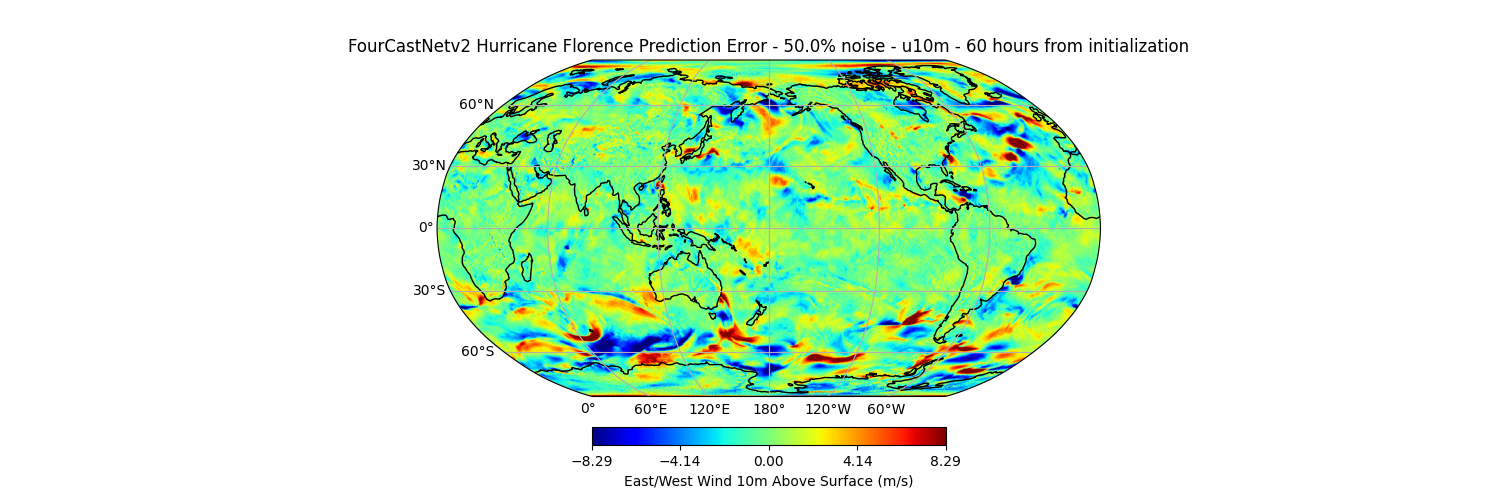 FourCastNetv2 Hurricane Florence Prediction Error - 50.0% noise - u10m - 60 hours from initialization
60°N
30°N
0°
30°S
60°S
0° 60°E 120°E 180° 120°W 60°W
−8.29 −4.14 0.00 4.14 8.29
East/West Wind 10m Above Surface (m/s)